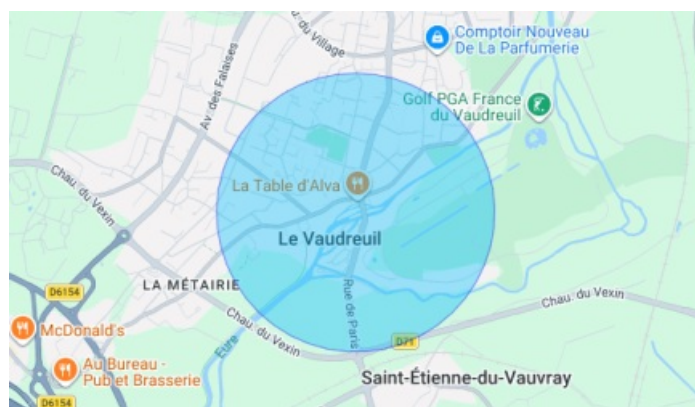 du Village
Comptoir Nouveau
De La Parfumerie
Av. des Falaises
Golf PGA France
du Vaudreuil
Chau. du Vexin
La Table d'Alva
Le Vaudreuil
LA MÉTAIRIE
D6154
Rue de Paris
Chau. du Vexin
McDonald's
Chau. du Vexin
Eure
D71
Au Bureau -
Pub et Brasserie
Saint-Étienne-du-Vauvray
D6154